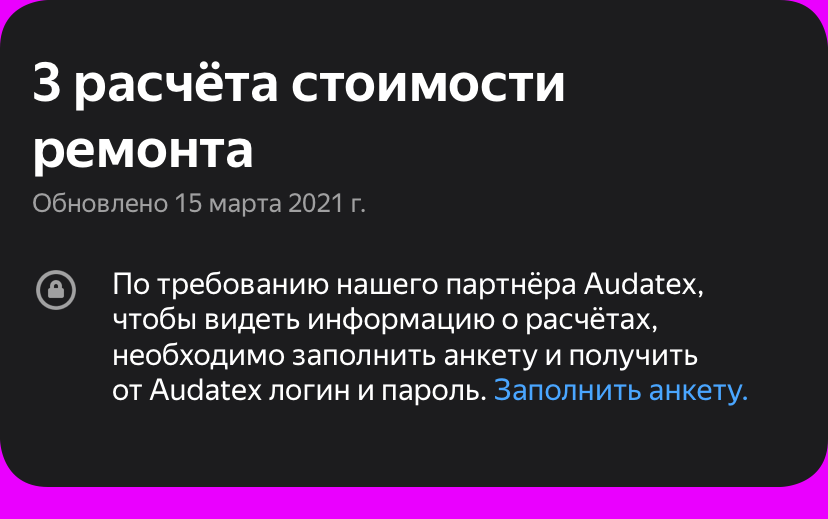 3 расчёта стоимости
ремонта
Обновлено 15 марта 2021 г.
По требованию нашего партнёра Audatex,
чтобы видеть информацию о расчётах,
необходимо заполнить анкету и получить
от Audatex логин и пароль. Заполнить анкету.